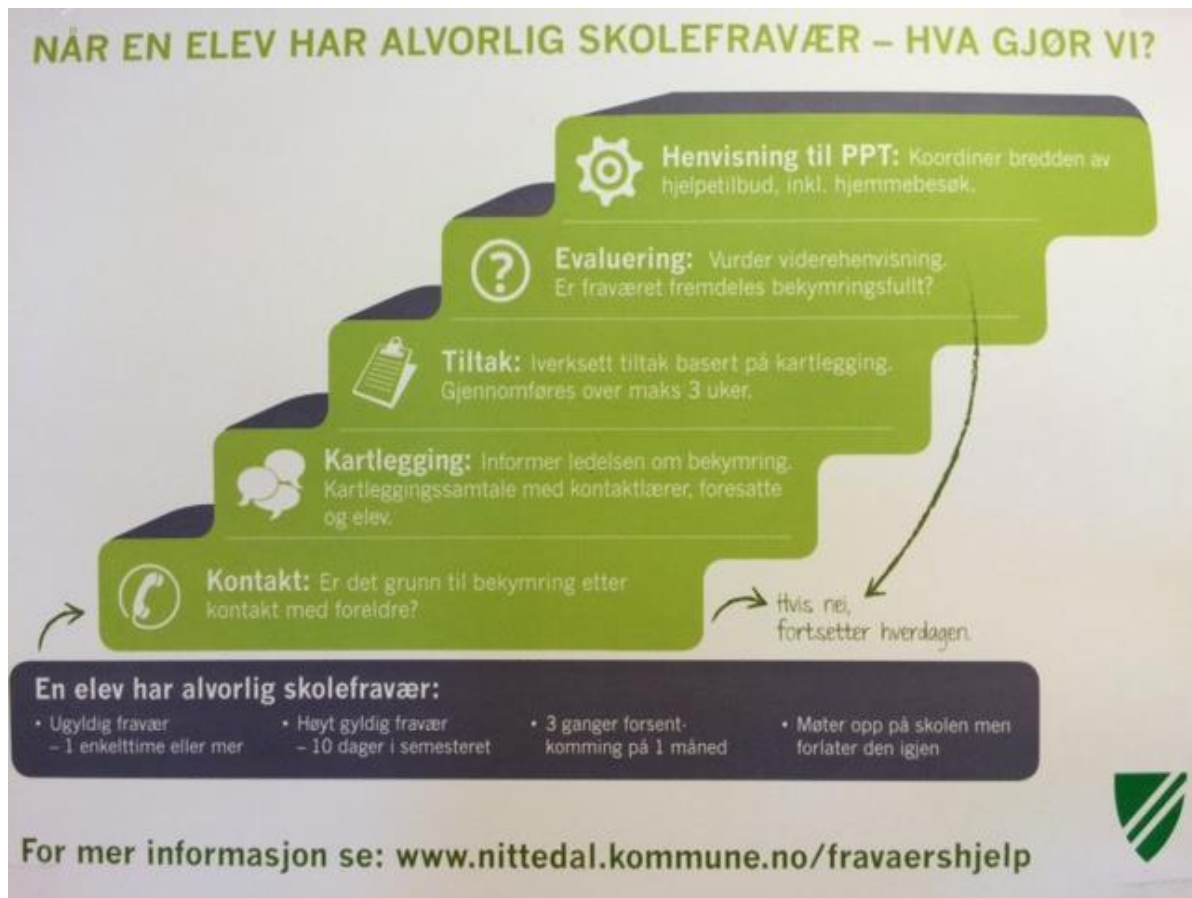 NÅR EN ELEV HAR ALVORLIG SKOLEFRAVÆR – HVA GJØR VI?
Henvisning til PPT: Koordiner bredden av
hjelpetilbud, inkl. hjemmebesøk.
Evaluering: Vurder viderehenvisning.
Er fraværet fremdeles bekymringsfullt?
Tiltak: Iverksett tiltak basert på kartlegging.
Gjennomføres over maks 3 uker.
Kartlegging: Informer ledelsen om bekymring.
Kartleggingssamtale med kontaktlærer, foresatte
og elev.
Kontakt: Er det grunn til bekymring etter
kontakt med foreldre?
Hvis nei,
fortsetter hverdagen
En elev har alvorlig skolefravær:
• Ugyldig fravær
– 1 enkelttime eller mer
• Høyt gyldig fravær
– 10 dager i semesteret
• 3 ganger forsent-
komming på 1 måned
• Møter opp på skolen men
forlater den igjen
For mer informasjon se: www.nittedal.kommune.no/fravaershjelp